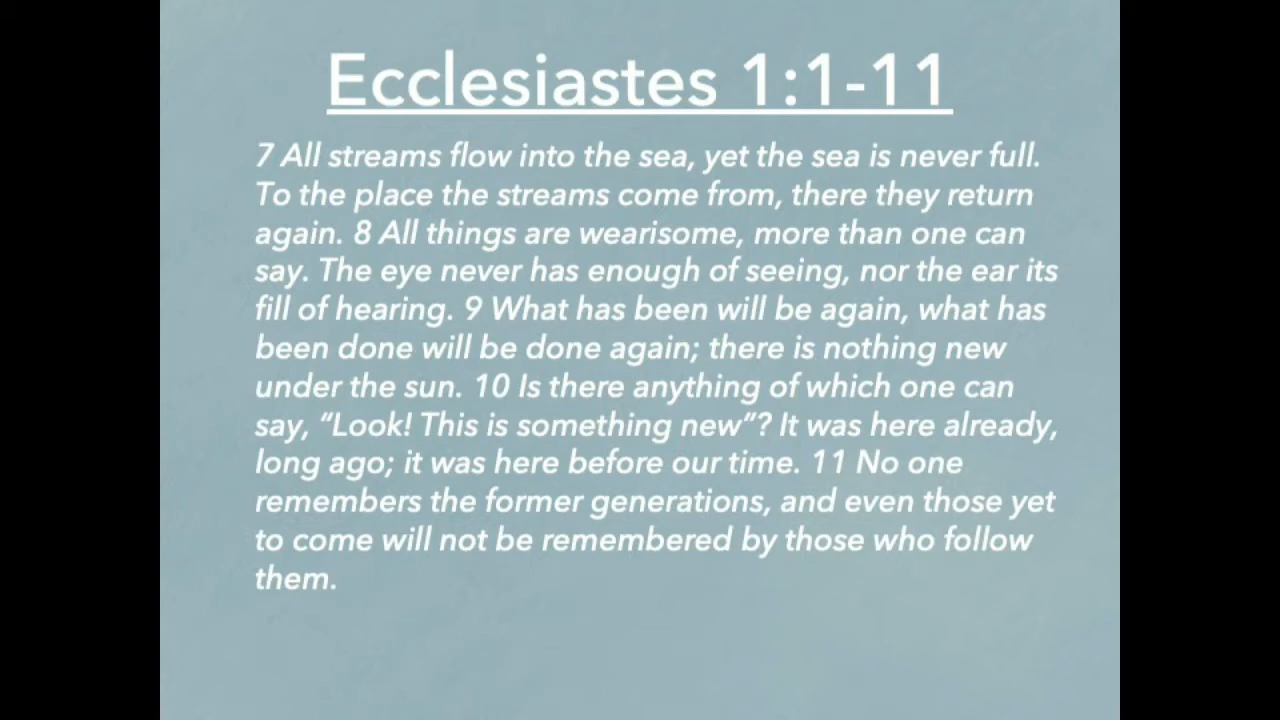 Ecclesiastes 1:1-11
7 All streams flow into the sea, yet the sea is never full.
To the place the streams come from, there they return
again. 8 All things are wearisome, more than one can
say. The eye never has enough of seeing, nor the ear its
fill of hearing. 9 What has been will be again, what has
been done will be done again; there is nothing new
under the sun. 10 Is there anything of which one can
say, “Look! This is something new”? It was here already,
long ago; it was here before our time. 11 No one
remembers the former generations, and even those yet
to come will not be remembered by those who follow
them.